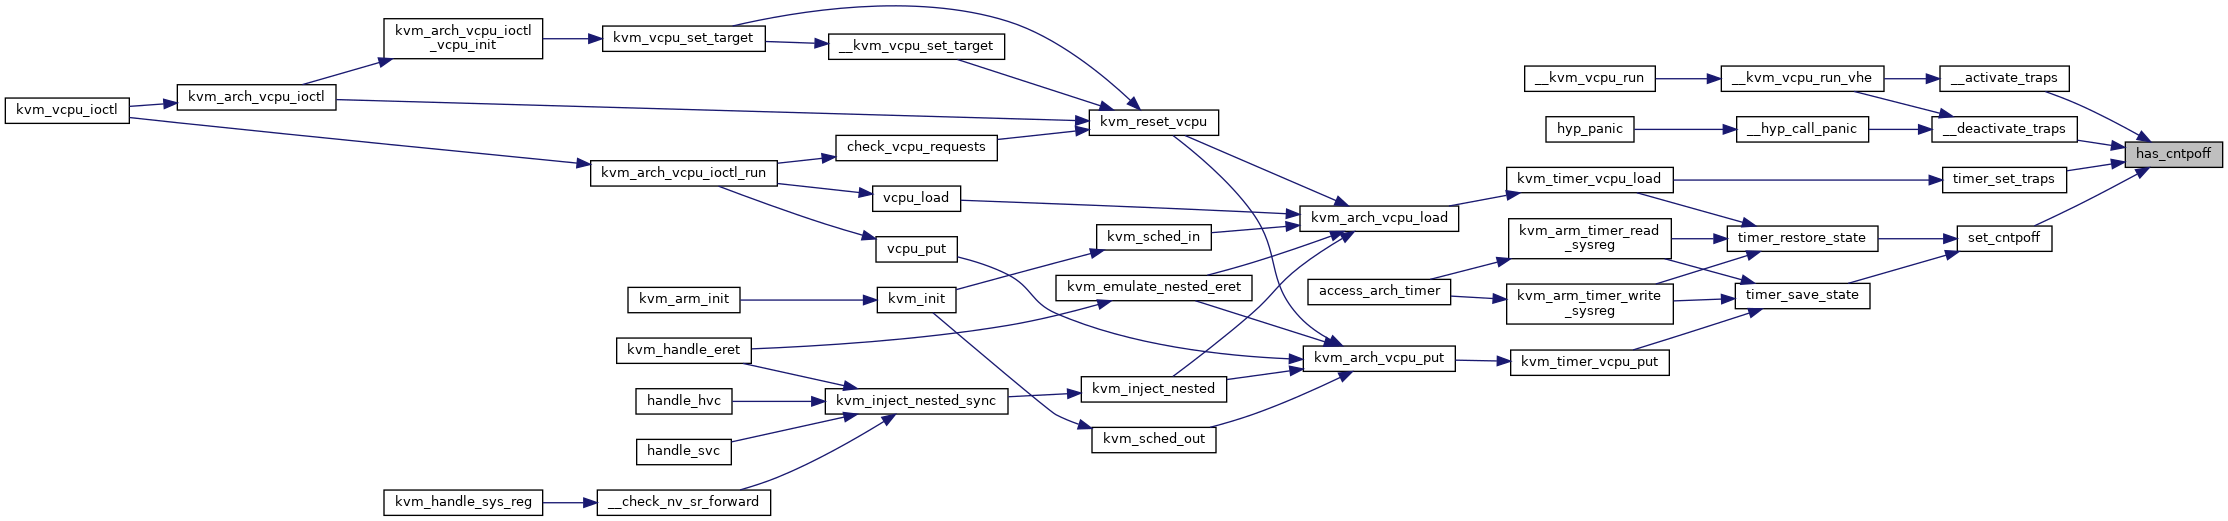 kvm_arch_vcpu_ioctl
_vcpu_init
kvm_vcpu_set_target
__kvm_vcpu_set_target
__kvm_vcpu_run
__kvm_vcpu_run_vhe
__activate_traps
kvm_vcpu_ioctl
kvm_arch_vcpu_ioctl
kvm_reset_vcpu
hyp_panic
__hyp_call_panic
__deactivate_traps
check_vcpu_requests
has_cntpoff
kvm_arch_vcpu_ioctl_run
kvm_timer_vcpu_load
timer_set_traps
vcpu_load
kvm_arch_vcpu_load
kvm_sched_in
kvm_arm_timer_read
_sysreg
timer_restore_state
set_cntpoff
vcpu_put
kvm_emulate_nested_eret
access_arch_timer
kvm_arm_timer_write
_sysreg
timer_save_state
kvm_arm_init
kvm_init
kvm_handle_eret
kvm_arch_vcpu_put
kvm_timer_vcpu_put
kvm_inject_nested
handle_hvc
kvm_inject_nested_sync
kvm_sched_out
handle_svc
kvm_handle_sys_reg
__check_nv_sr_forward